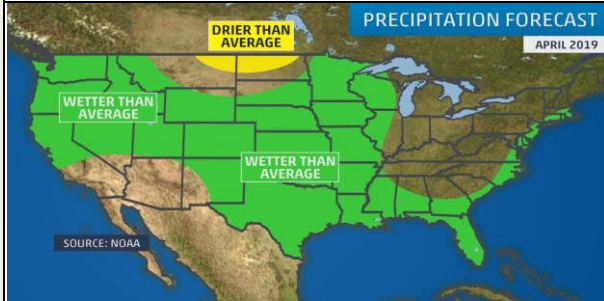 PRECIPITATION FORECAST
APRIL 2019
DRIER THAN
AVERAGE
WETTER THAN
AVERAGE
WETTER THAN
AVERAGE
SOURCE: NOAA